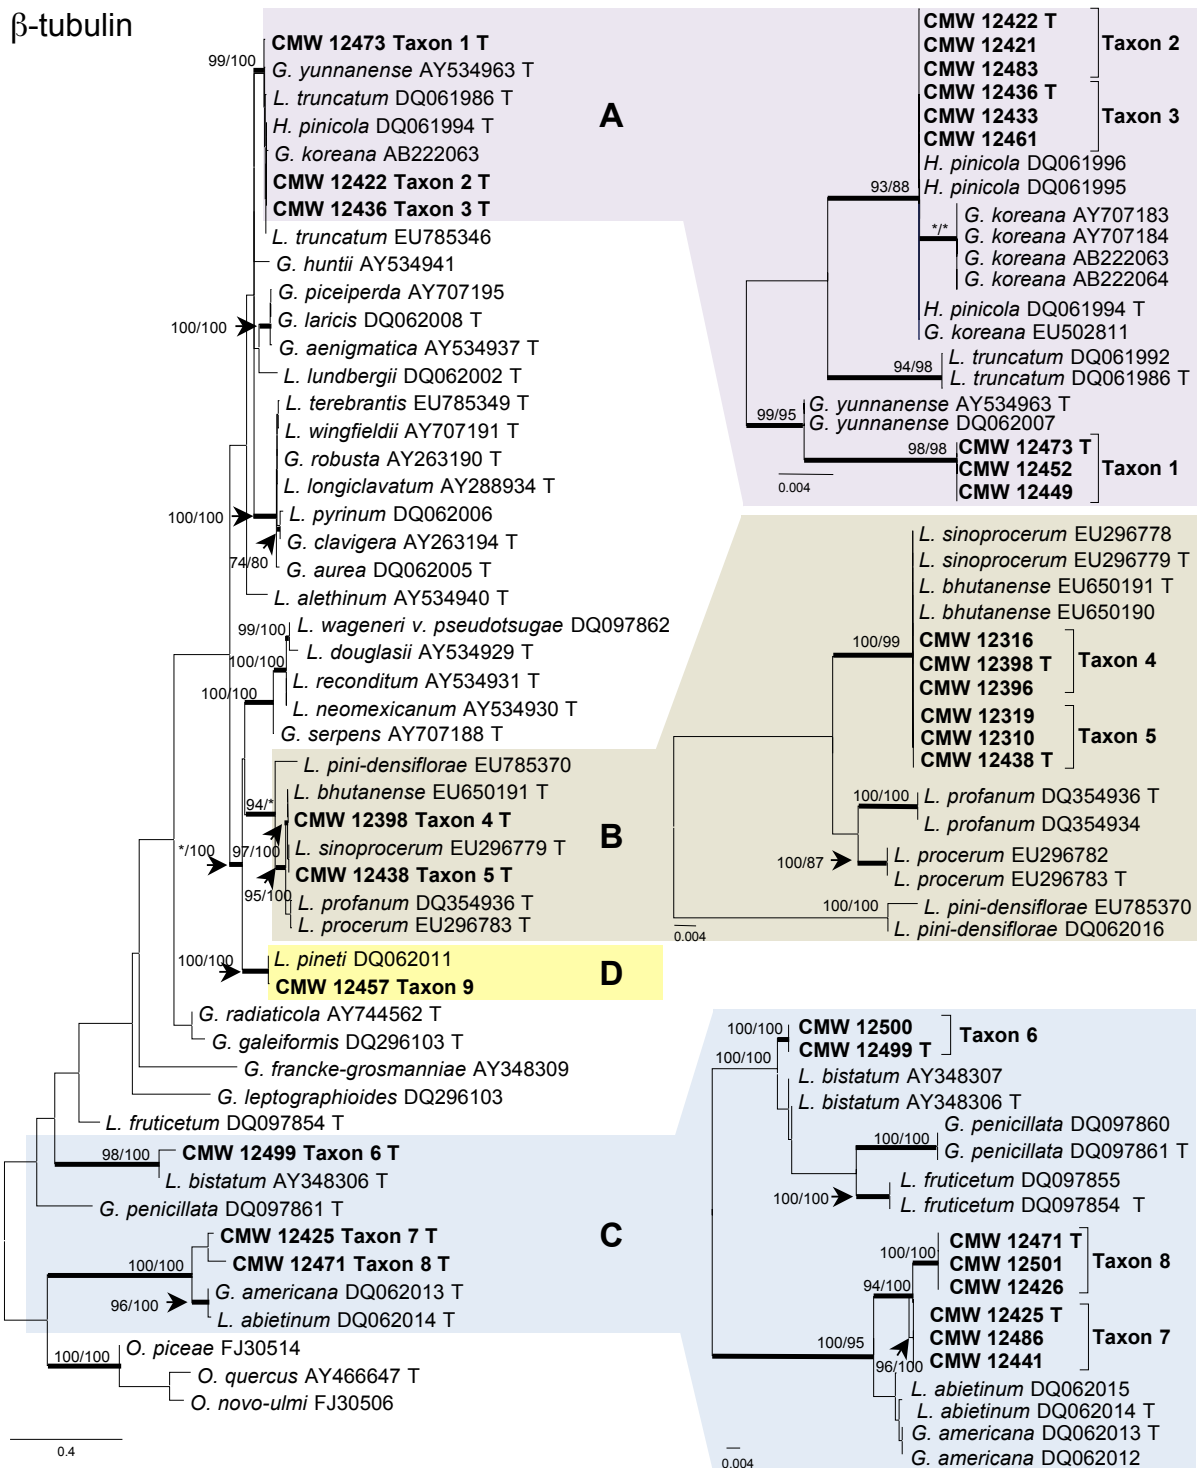 β-tubulin
99/100
CMW 12473 Taxon 1 T
G. yunnanense AY534963 T
L. truncatum DQ061986 T
H. pinicola DQ061994 T
G. koreana AB222063
CMW 12422 Taxon 2 T
CMW 12436 Taxon 3 T
L. truncatum EU785346
G. huntii AY534941
G. piceiperda AY707195
100/100
G. laricis DQ062008 T
G. aenigmatica AY534937 T
L. lundbergii DQ062002 T
L. terebrantis EU785349 T
L. wingfieldii AY707191 T
G. robusta AY263190 T
L. longiclavatum AY288934 T
100/100
L. pyrinum DQ062006
G. clavigera AY263194 T
74/80
G. aurea DQ062005 T
L. alethinum AY534940 T
99/100
L. wageneri v. pseudotsugae DQ097862
L. douglasii AY534929 T
100/100
L. reconditum AY534931 T
100/100
L. neomexicanum AY534930 T
G. serpens AY707188 T
L. pini-densiflorae EU785370
L. bhutanense EU650191 T
94/*
CMW 12398 Taxon 4 T
*/100
97/100
L. sinoprocerum EU296779 T
CMW 12438 Taxon 5 T
95/100
L. profanum DQ354936 T
L. procerum EU296783 T
100/100
L. pineti DQ062011
CMW 12457 Taxon 9
G. radiaticola AY744562 T
G. galeiformis DQ296103 T
G. francke-grosmanniae AY348309
G. leptographioides DQ296103
L. fruticetum DQ097854 T
98/100
CMW 12499 Taxon 6 T
L. bistatum AY348306 T
G. penicillata DQ097861 T
CMW 12425 Taxon 7 T
100/100
CMW 12471 Taxon 8 T
G. americana DQ062013 T
96/100
L. abietinum DQ062014 T
O. piceae FJ30514
100/100
O. quercus AY466647 T
O. novo-ulmi FJ30506
0.4
A
CMW 12422 T
CMW 12421
Taxon 2
CMW 12483
CMW 12436 T
CMW 12433
Taxon 3
CMW 12461
H. pinicola DQ061996
93/88
H. pinicola DQ061995
G. koreana AY707183
*/*
G. koreana AY707184
G. koreana AB222063
G. koreana AB222064
H. pinicola DQ061994 T
G. koreana EU502811
L. truncatum DQ061992
94/98
L. truncatum DQ061986 T
G. yunnanense AY534963 T
99/95
G. yunnanense DQ062007
98/98
CMW 12473 T
CMW 12452
Taxon 1
CMW 12449
0.004
B
L. sinoprocerum EU296778
L. sinoprocerum EU296779 T
L. bhutanense EU650191 T
L. bhutanense EU650190
100/99
CMW 12316
CMW 12398 T
Taxon 4
CMW 12396
CMW 12319
CMW 12310
Taxon 5
CMW 12438 T
100/100
L. profanum DQ354936 T
L. profanum DQ354934
100/87
L. procerum EU296782
L. procerum EU296783 T
100/100
L. pini-densiflorae EU785370
L. pini-densiflorae DQ062016
0.004
D
C
100/100
CMW 12500
Taxon 6
100/100
CMW 12499 T
L. bistatum AY348307
L. bistatum AY348306 T
G. penicillata DQ097860
100/100
G. penicillata DQ097861 T
L. fruticetum DQ097855
100/100
L. fruticetum DQ097854 T
CMW 12471 T
100/100
CMW 12501
Taxon 8
CMW 12426
94/100
CMW 12425 T
CMW 12486
Taxon 7
100/95
CMW 12441
96/100
L. abietinum DQ062015
L. abietinum DQ062014 T
G. americana DQ062013 T
G. americana DQ062012
0.004